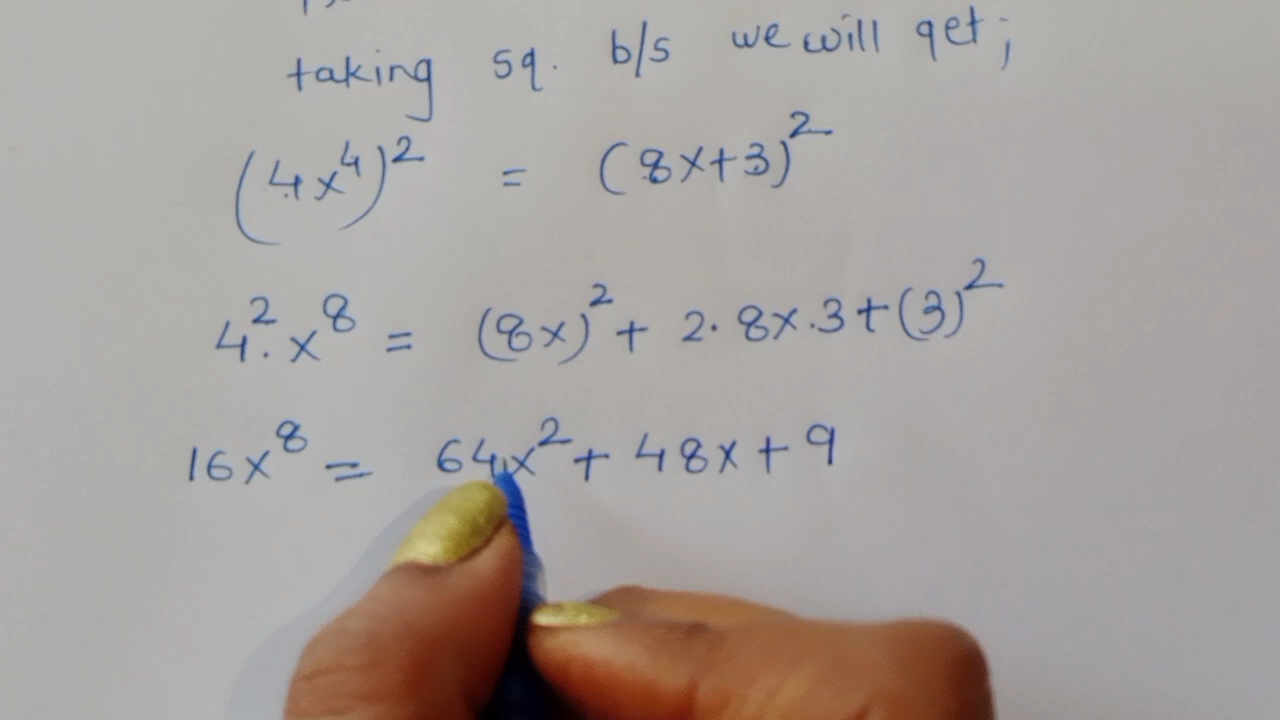 taking sq. b/s we will get;
(4x⁴)² = (8x+3)²
4².x⁸ = (8x)² + 2.8x.3+(3)²
16x⁸ = 64x² + 48x + 9